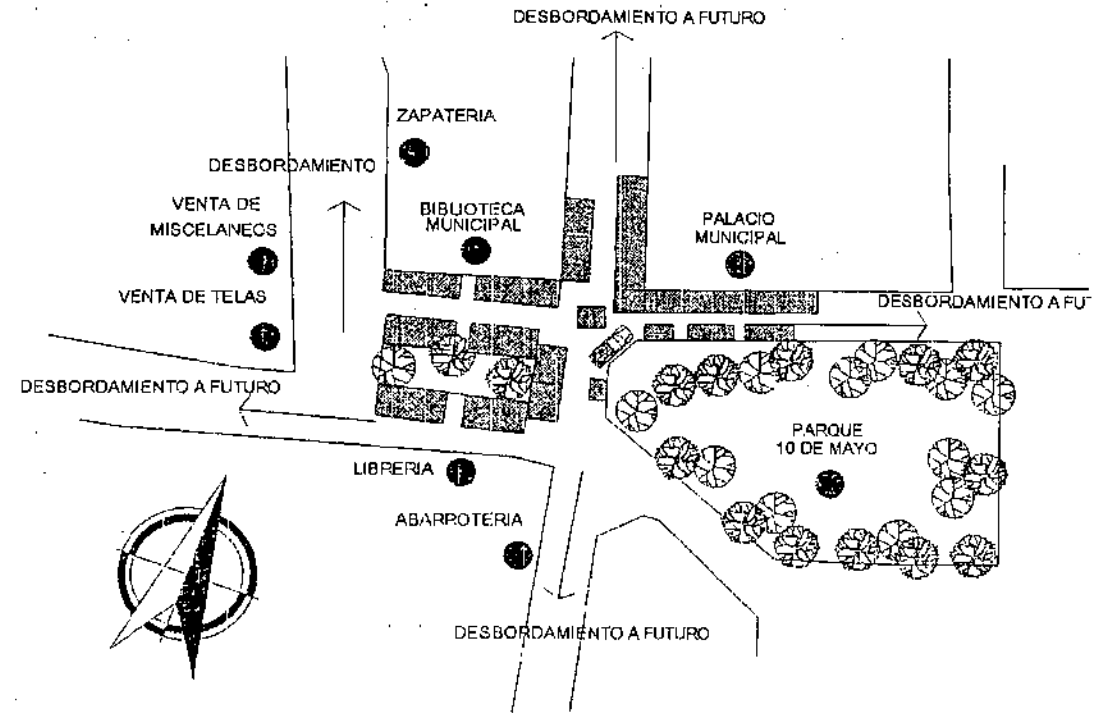 DESBORDAMIENTO A FUTURO
ZAPATERIA
DESBORDAMIENTO
VENTA DE
MISCELANEOS
BIBLIOTECA
MUNICIPAL
PALACIO
MUNICIPAL
VENTA DE TELAS
DESBORDAMIENTO A FUT
DESBORDAMIENTO A FUTURO
PARQUE
10 DE MAYO
LIBRERIA
ABARROTERIA
DESBORDAMIENTO A FUTURO